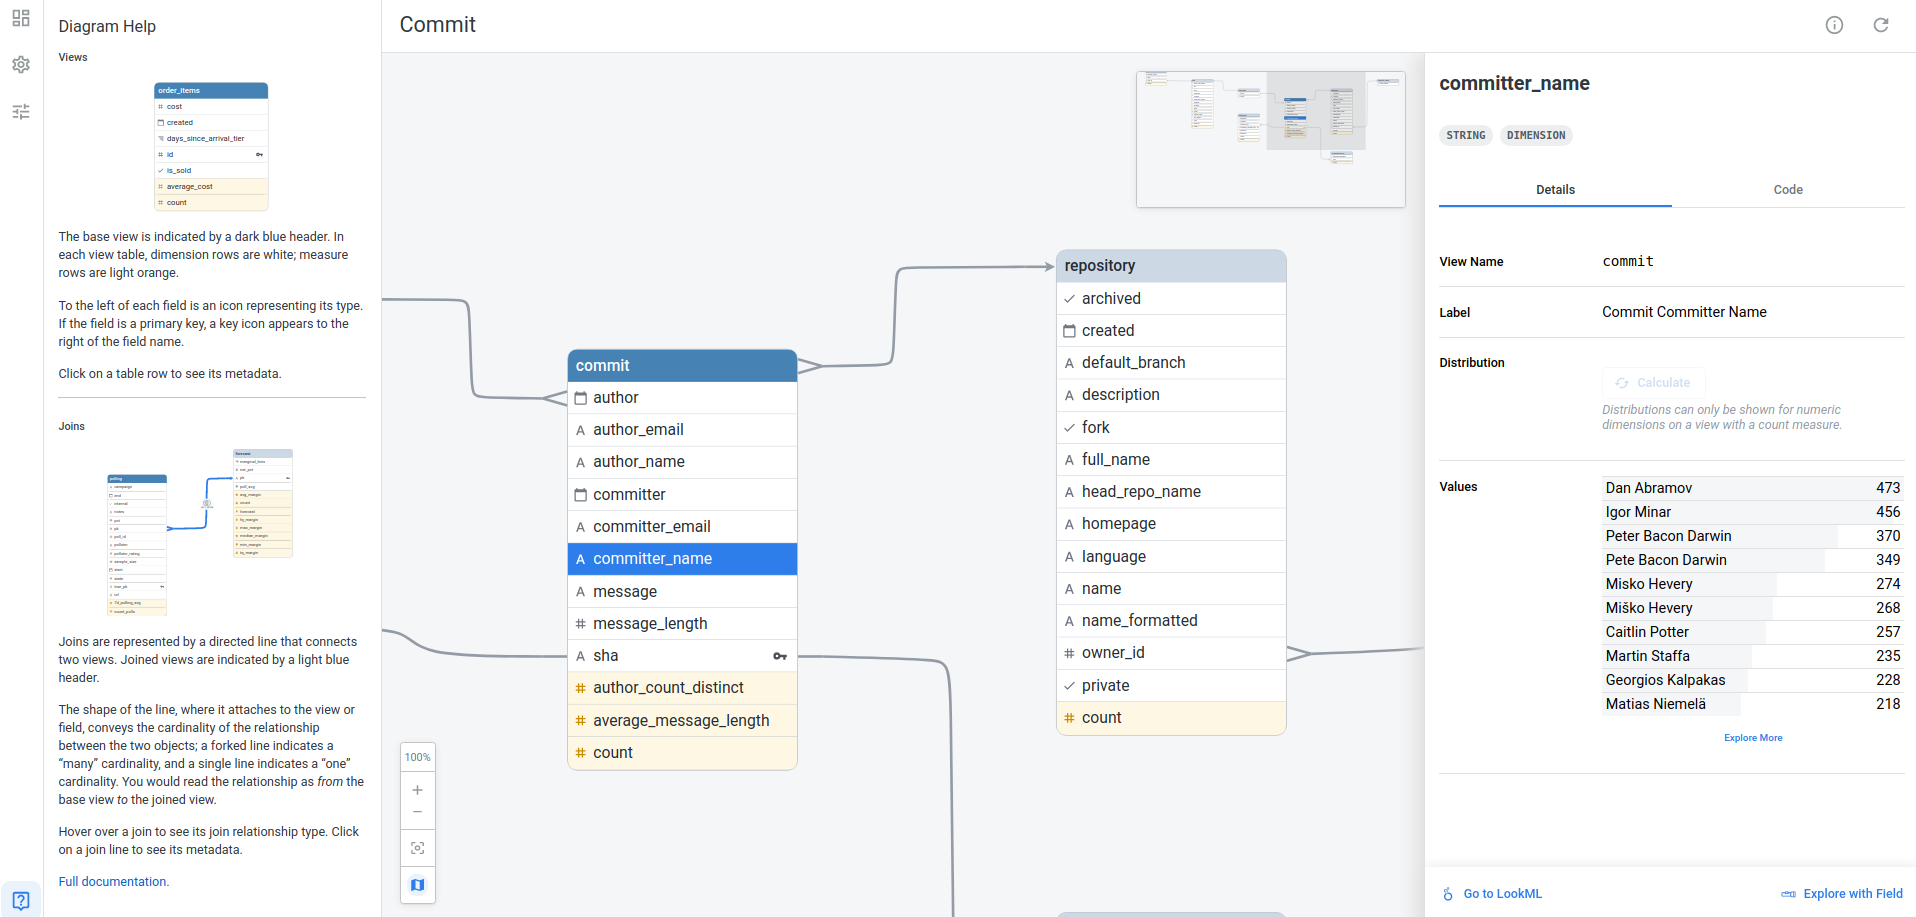 Diagram Help
Views
order_items
cost
created
days_since_arrival_tier
id
is_sold
average_cost
count
The base view is indicated by a dark blue header. In
each view table, dimension rows are white; measure
rows are light orange.
To the left of each field is an icon representing its type.
If the field is a primary key, a key icon appears to the
right of the field name.
Click on a table row to see its metadata.
Joins
Joins are represented by a directed line that connects
two views. Joined views are indicated by a light blue
header.
The shape of the line, where it attaches to the view or
field, conveys the cardinality of the relationship
between the two objects; a forked line indicates a
“many” cardinality, and a single line indicates a “one”
cardinality. You would read the relationship as from the
base view to the joined view.
Hover over a join to see its join relationship type. Click
on a join line to see its metadata.
Full documentation.
Commit
commit
author
author_email
author_name
committer
committer_email
committer_name
message
message_length
sha
author_count_distinct
average_message_length
count
100%
repository
archived
created
default_branch
description
fork
full_name
head_repo_name
homepage
language
name
name_formatted
owner_id
private
count
committer_name
STRING DIMENSION
Details Code
View Name commit
Label Commit Committer Name
Distribution Calculate
Distributions can only be shown for numeric
dimensions on a view with a count measure.
Values
Dan Abramov 473
Igor Minar 456
Peter Bacon Darwin 370
Pete Bacon Darwin 349
Misko Hevery 274
Miško Hevery 268
Caitlin Potter 257
Martin Staffa 235
Georgios Kalpakas 228
Matias Niemelä 218
Explore More
Go to LookML Explore with Field